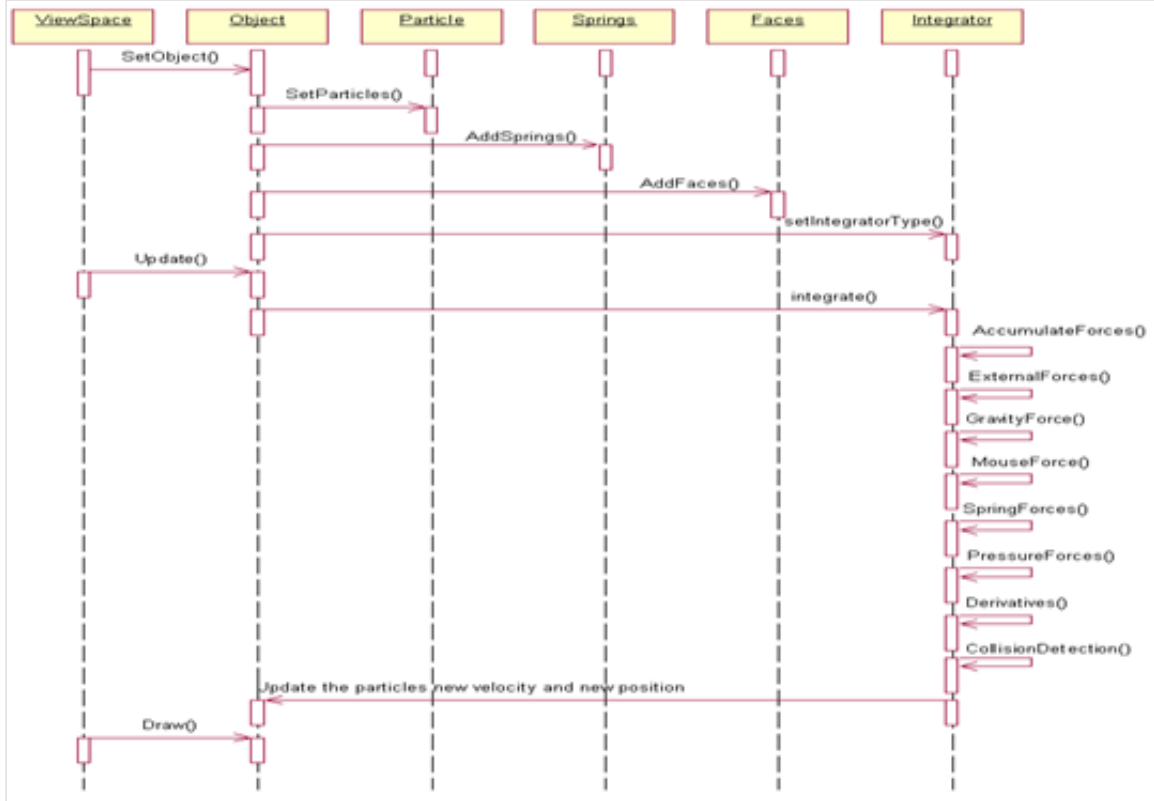 ViewSpace Object Particle Springs Faces Integrator
SetObject()
SetParticles()
AddSprings()
AddFaces()
setIntegratorType()
Update()
integrate()
AccumulateForces()
ExternalForces()
GravityForce()
MouseForce()
SpringForces()
PressureForces()
Derivatives()
CollisionDetection()
Update the particles new velocity and new position
Draw()